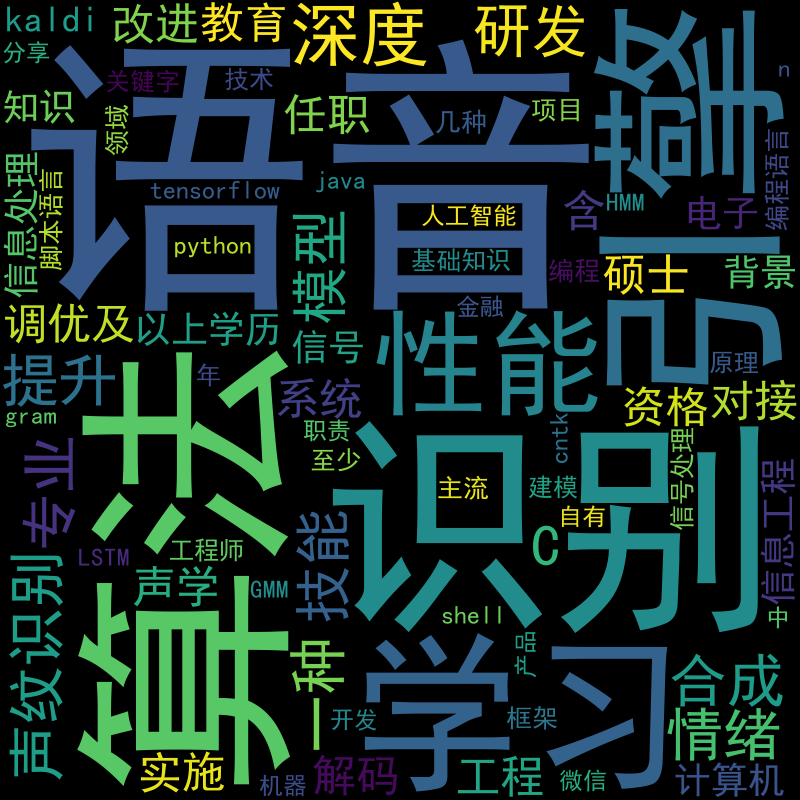 kaldi
改进
教育
深度
研发
分享
关键字
技术
语音
擎引
n
知识
领域
任职
几种
项目
编程语言
信息处理
脚本语言
tensorflow
java
含
HMM
电子
人工智能
python
模型
基础知识
编程
硕士
背景
金融
调优及
以上学历
信号
性能
提升
年
原理
系统
资格
对接
gram
职责
cntk
信号处理
算法
识别
专业
至少
主流
建模
信息工程
自有
LSTM
工程师
技能
C
声纹识别
声学
GMM
shell
中
产品
一种
学习
合成
情绪
开发
框架
实施
机器
解码
工程
微信
计算机